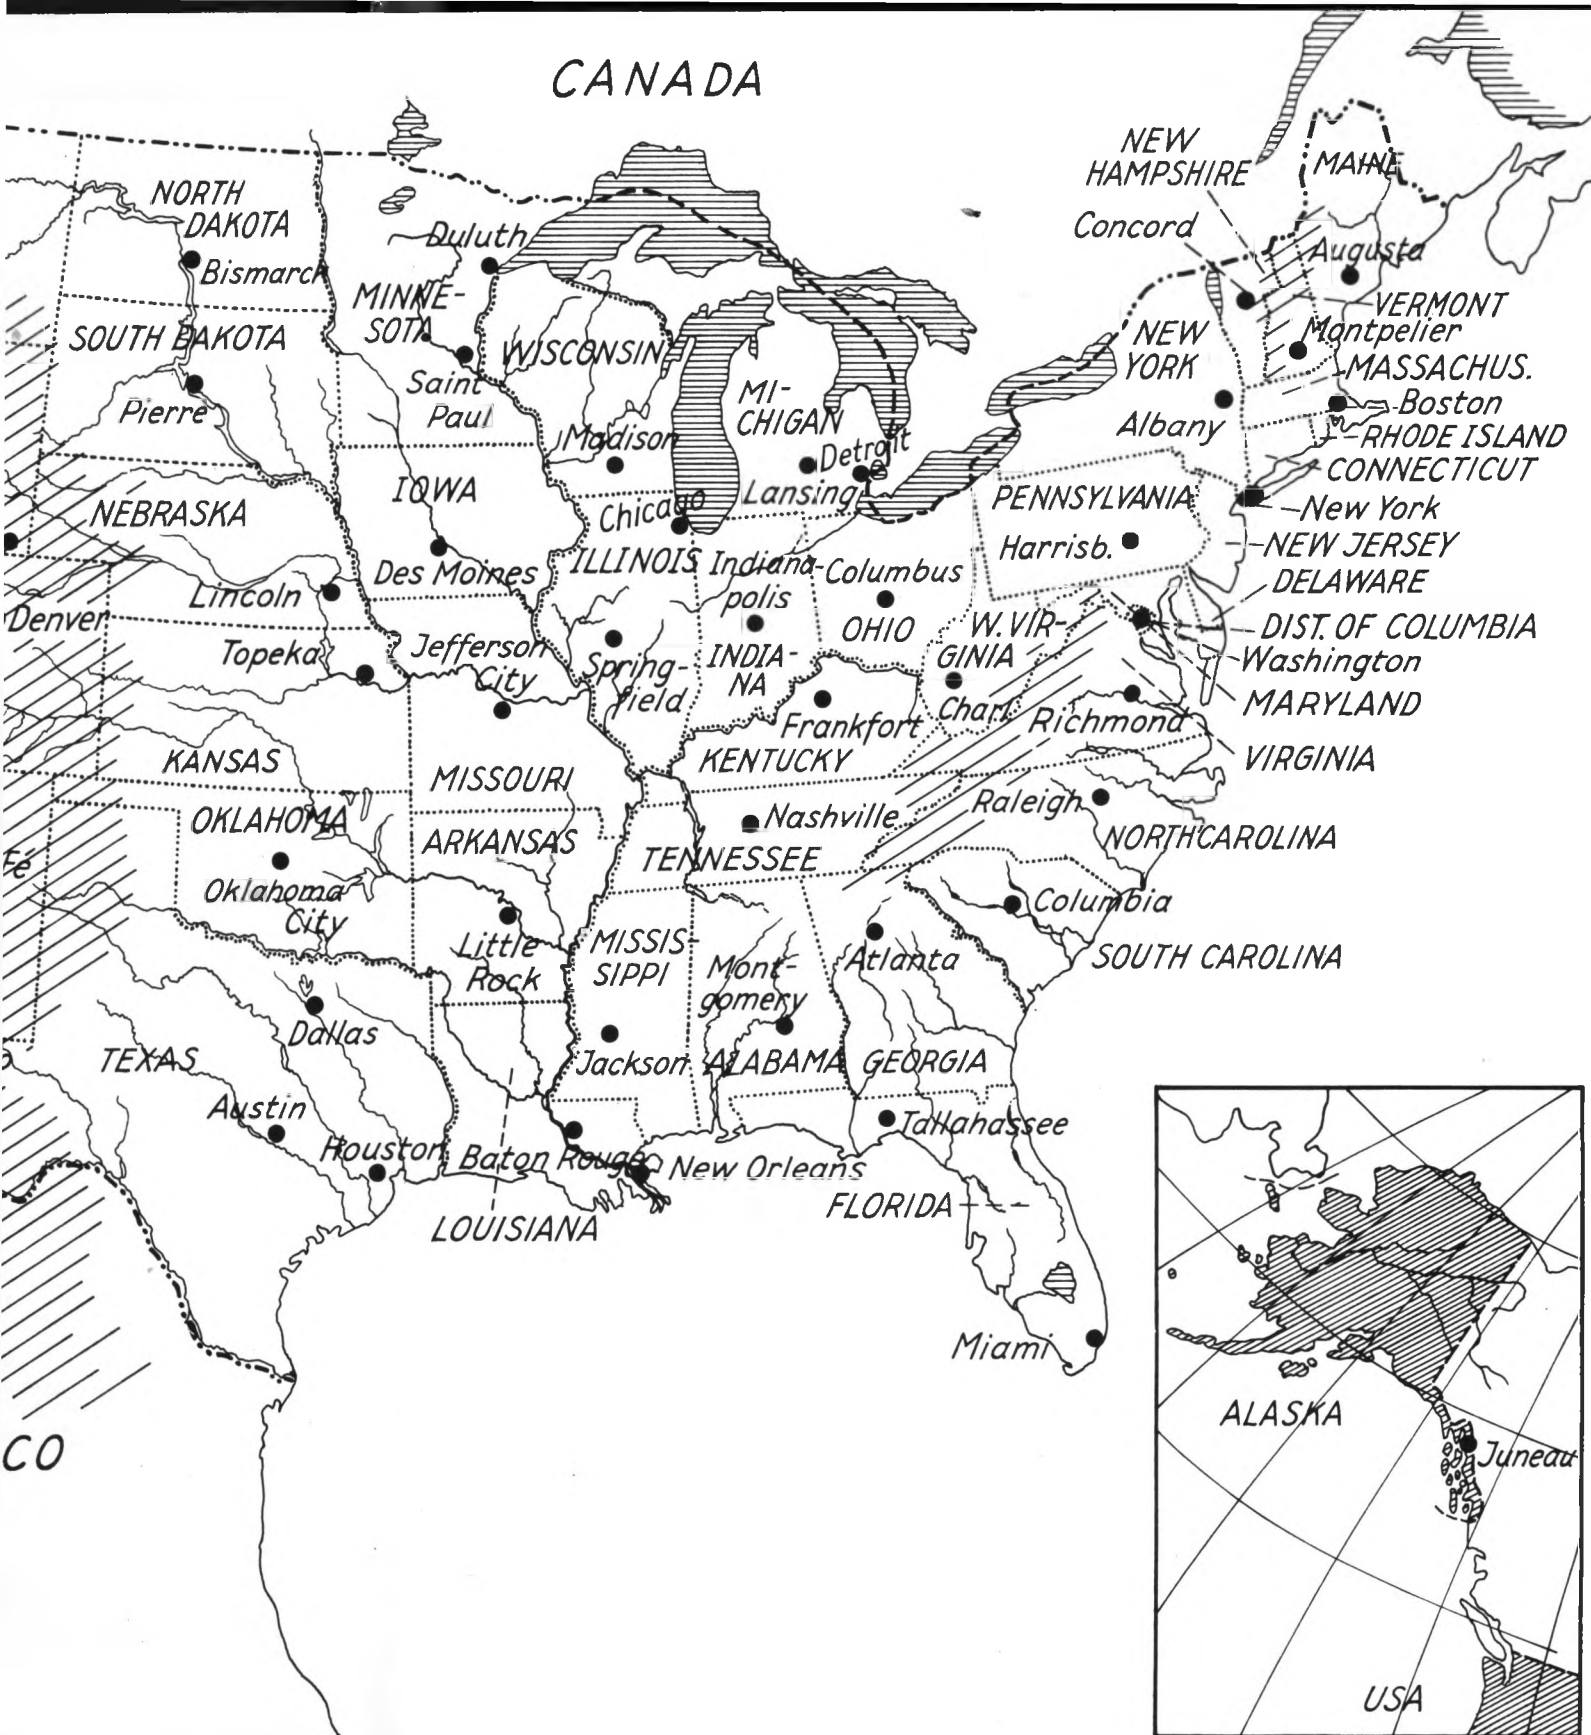 CANADA
NEW
HAMPSHIRE
MAINE
Concord
Augusta
NORTH
DAKOTA
Bismarck
Duluth
MINNE-
SOTA
VERMONT
Montpelier
NEW
YORK
SOUTH DAKOTA
WISCONSIN
MASSACHUS.
Saint
Paul
MI-
CHIGAN
Boston
Pierre
Albany
RHODE ISLAND
Madison
Detroit
CONNECTICUT
IOWA
Lansing
PENNSYLVANIA
New York
NEBRASKA
Chicago
Harrisb.
NEW JERSEY
ILLINOIS
Indiana-
polis
Columbus
Des Moines
DELAWARE
Lincoln
Denver
OHIO
W.VIR-
GINIA
DIST. OF COLUMBIA
Topeka
Jefferson
City
Spring-
field
INDIA-
NA
Washington
MARYLAND
Frankfort
Charl
Richmond
KANSAS
KENTUCKY
VIRGINIA
MISSOURI
Raleigh
OKLAHOMA
Nashville
NORTH CAROLINA
ARKANSAS
TENNESSEE
Fé
Oklahoma
City
Columbia
Little
Rock
MISSIS-
SIPPI
Mont-
gomery
Atlanta
SOUTH CAROLINA
Dallas
TEXAS
Jackson
ALABAMA
GEORGIA
Austin
Tallahassee
Houston
Baton Rouge
New Orleans
LOUISIANA
FLORIDA
Miami
CO
ALASKA
Juneau
USA